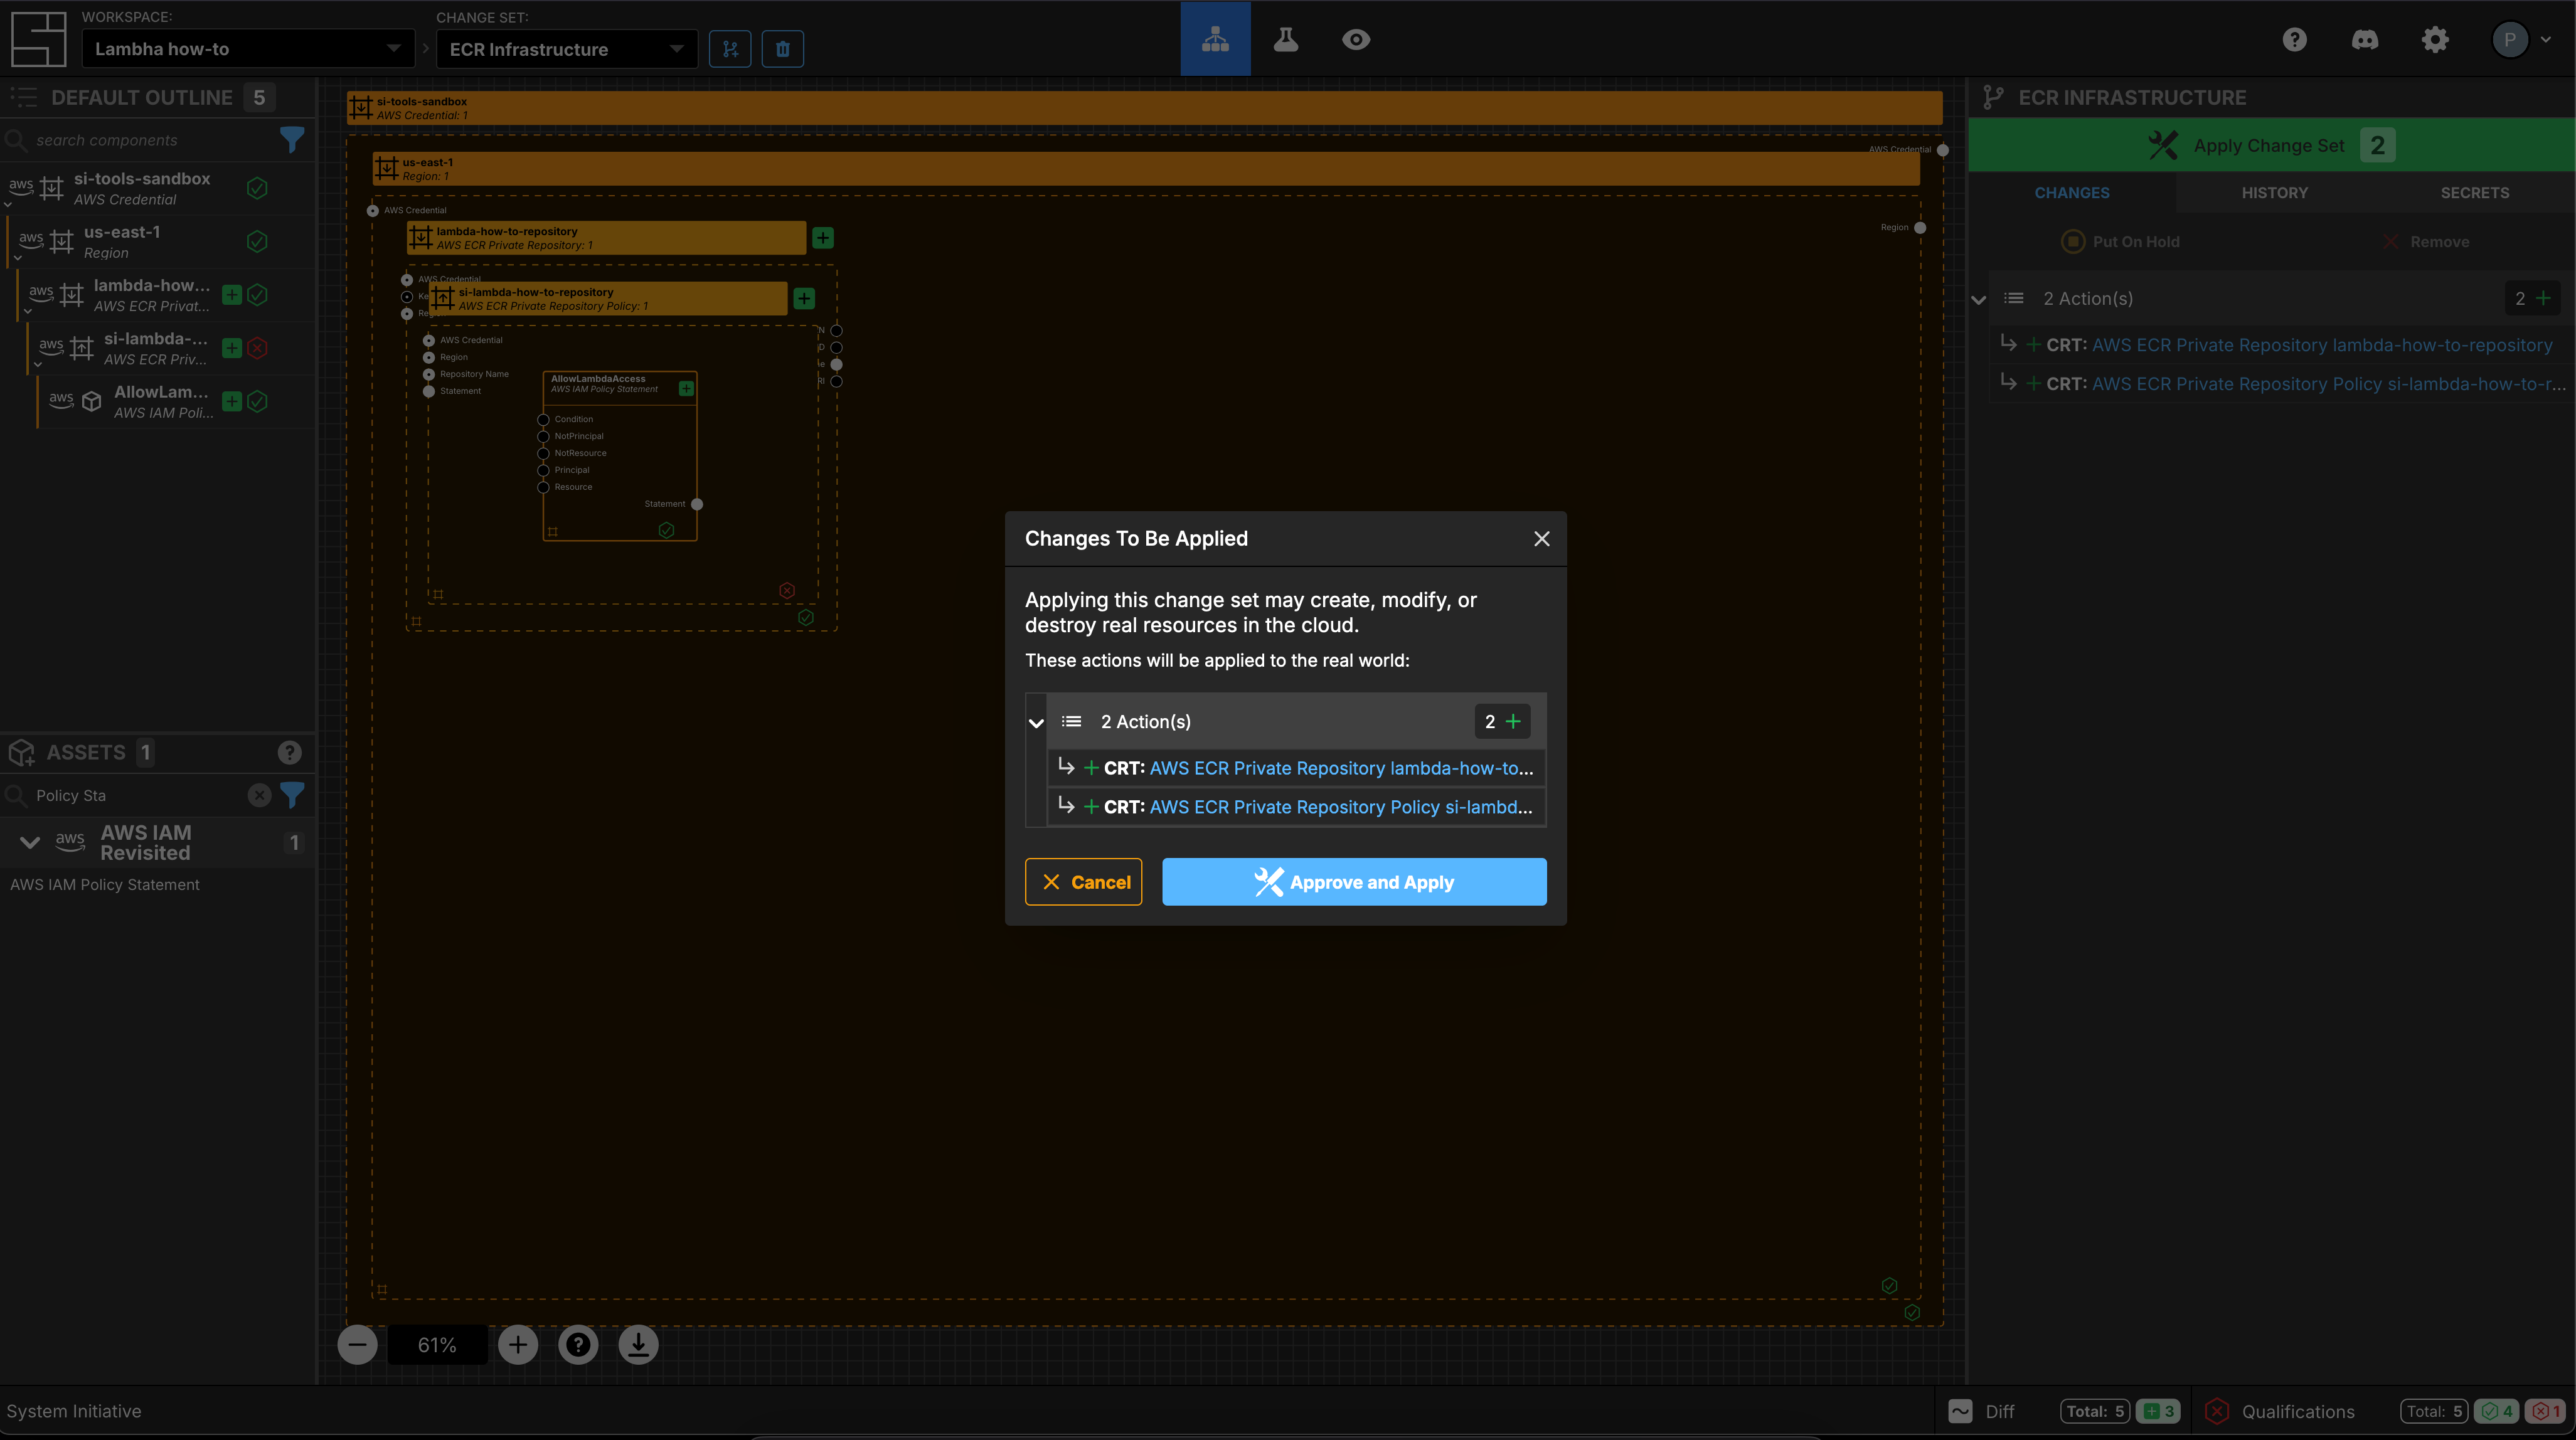 WORKSPACE:
Lambha how-to
CHANGE SET:
ECR Infrastructure
P
DEFAULT OUTLINE 5
search components
aws si-tools-sandbox
AWS Credential
aws us-east-1
Region
aws lambda-how...
AWS ECR Privat...
aws si-lambda-...
AWS ECR Priv...
aws AllowLam...
AWS IAM Poli...
ASSETS 1
Policy Sta
aws AWS IAM Revisited 1
AWS IAM Policy Statement
si-tools-sandbox
AWS Credential: 1
AWS Credential
us-east-1
Region: 1
AWS Credential
Region
lambda-how-to-repository
AWS ECR Private Repository: 1
AWS Credential
si-lambda-how-to-repository
AWS ECR Private Repository Policy: 1
AWS Credential
Region
Repository Name
Statement
AllowLambdaAccess
AWS IAM Policy Statement
Condition
NotPrincipal
NotResource
Principal
Resource
Statement
61%
Changes To Be Applied
Applying this change set may create, modify, or
destroy real resources in the cloud.
These actions will be applied to the real world:
2 Action(s) 2
CRT: AWS ECR Private Repository lambda-how-to...
CRT: AWS ECR Private Repository Policy si-lambd...
Cancel
Approve and Apply
ECR INFRASTRUCTURE
Apply Change Set 2
CHANGES HISTORY SECRETS
Put On Hold Remove
2 Action(s) 2
CRT: AWS ECR Private Repository lambda-how-to-repository
CRT: AWS ECR Private Repository Policy si-lambda-how-to-r...
System Initiative
Diff Total: 5 3
Qualifications Total: 5 4 1